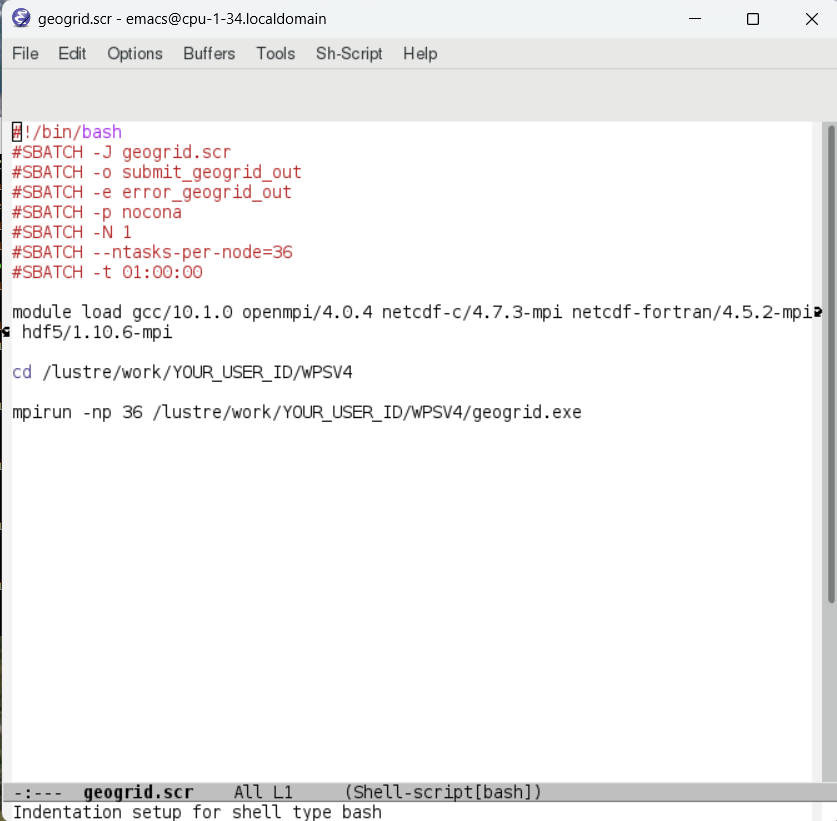 geogrid.scr - emacs@cpu-1-34.localdomain
File Edit Options Buffers Tools Sh-Script Help
#!/bin/bash
#SBATCH -J geogrid.scr
#SBATCH -o submit_geogrid_out
#SBATCH -e error_geogrid_out
#SBATCH -p nocona
#SBATCH -N 1
#SBATCH --ntasks-per-node=36
#SBATCH -t 01:00:00
module load gcc/10.1.0 openmpi/4.0.4 netcdf-c/4.7.3-mpi netcdf-fortran/4.5.2-mpi
hdf5/1.10.6-mpi
cd /lustre/work/YOUR_USER_ID/WPSV4
mpirun -np 36 /lustre/work/YOUR_USER_ID/WPSV4/geogrid.exe
-:--- geogrid.scr All L1 (Shell-script[bash])
Indentation setup for shell type bash